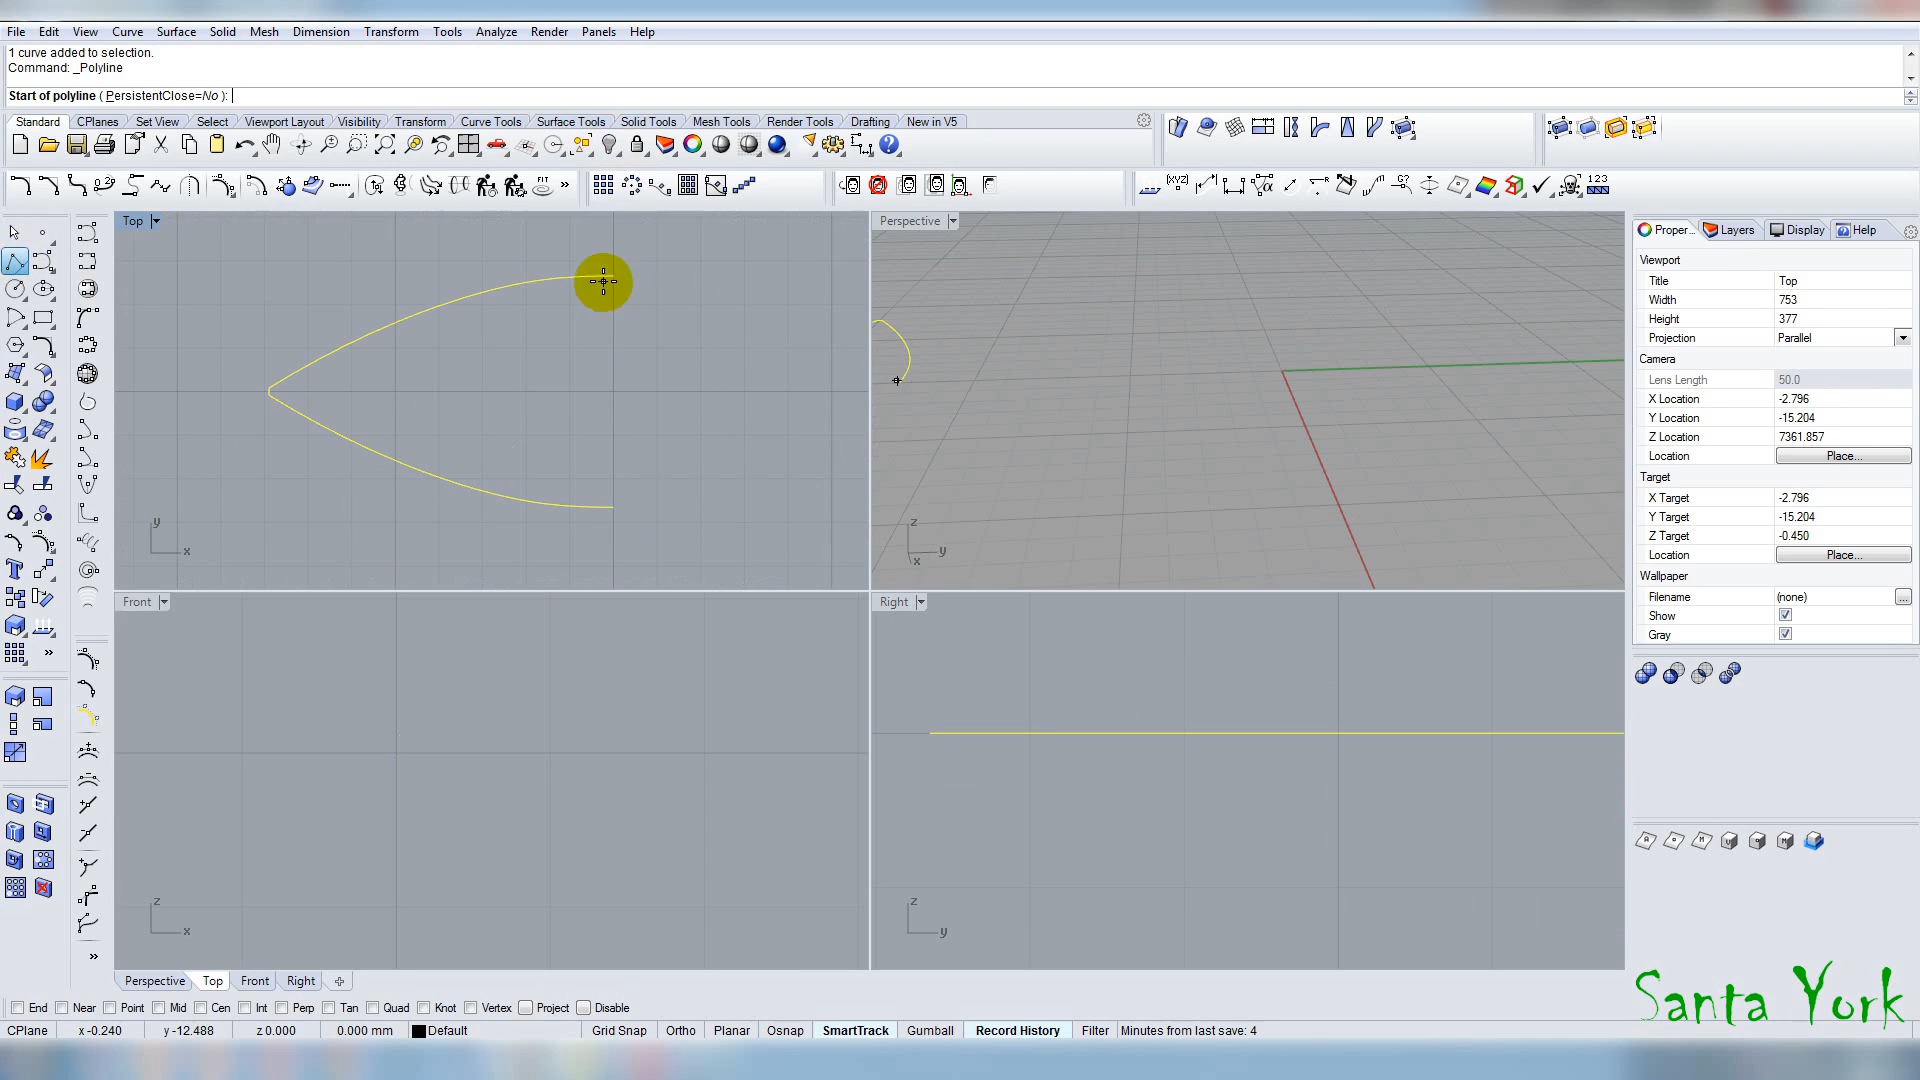 File Edit View Curve Surface Solid Mesh Dimension Transform Tools Analyze Render Panels Help
1 curve added to selection.
Command: _Polyline
Start of polyline ( PersistentClose=No ):
Standard CPlanes Set View Select Viewport Layout Visibility Transform Curve Tools Surface Tools Solid Tools Mesh Tools Render Tools Drafting New in V5
Top
Perspective
Front
Right
y
x
z
y
x
z
x
z
y
Proper... Layers Display Help
Viewport
Title Top
Width 753
Height 377
Projection Parallel
Camera
Lens Length 50.0
X Location -2.796
Y Location -15.204
Z Location 7361.857
Location Place...
Target
X Target -2.796
Y Target -15.204
Z Target -0.450
Location Place...
Wallpaper
Filename (none) ...
Show
Gray
Perspective Top Front Right
End Near Point Mid Cen Int Perp Tan Quad Knot Vertex Project Disable
CPlane x -0.240 y -12.488 z 0.000 0.000 mm Default Grid Snap Ortho Planar Osnap SmartTrack Gumball Record History Filter Minutes from last save: 4
Santa York